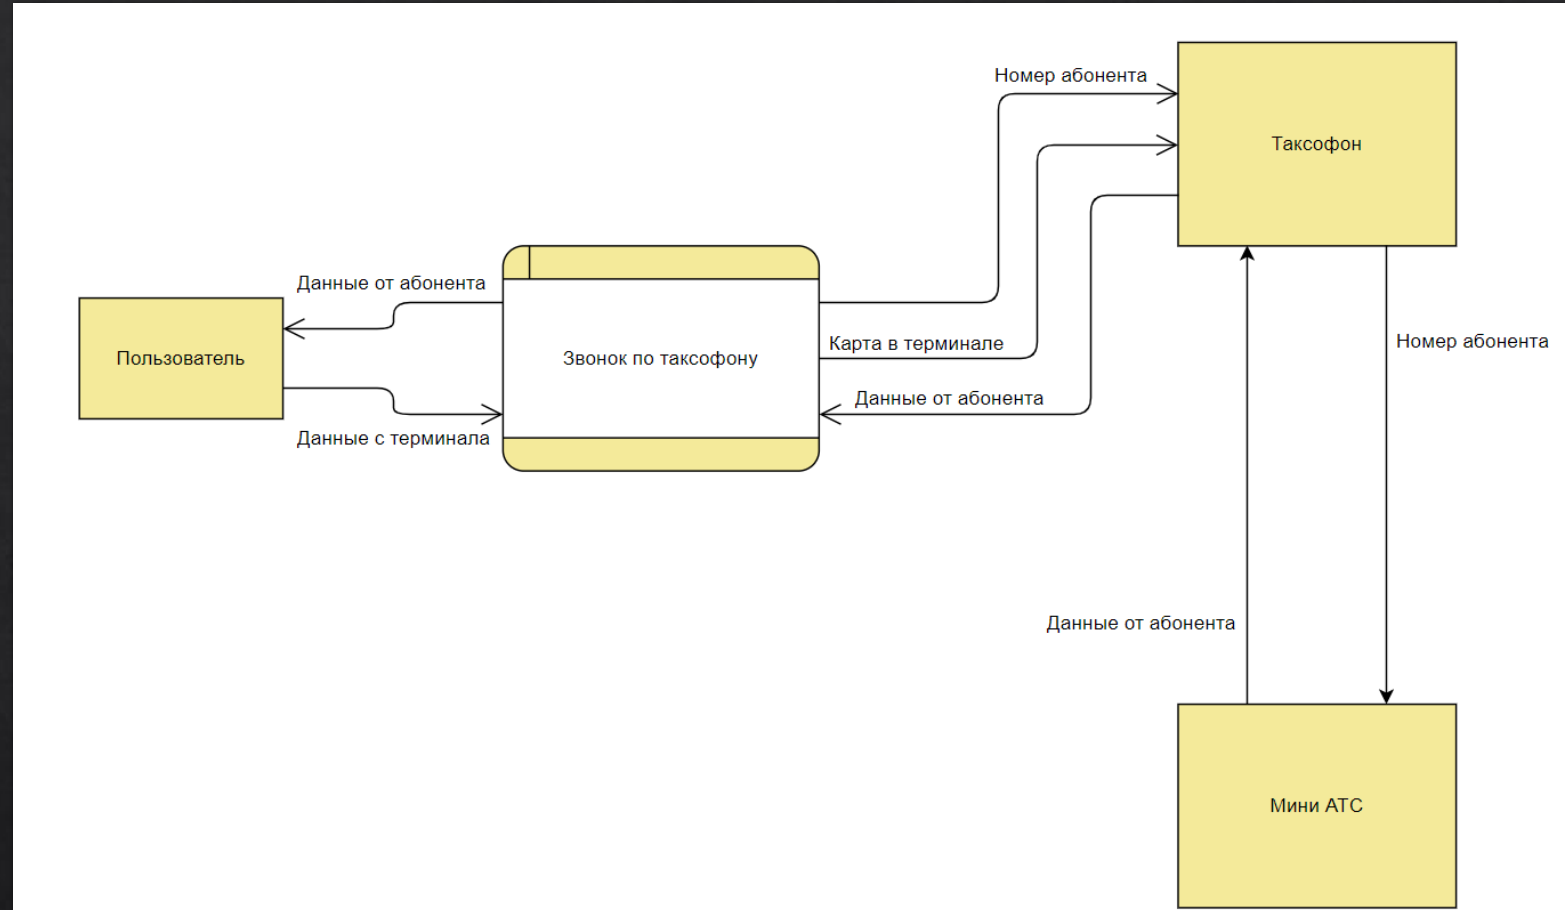 Номер абонента
Таксофон
Данные от абонента
Пользователь
Звонок по таксофону
Карта в терминале
Номер абонента
Данные от абонента
Данные с терминала
Данные от абонента
Мини АТС